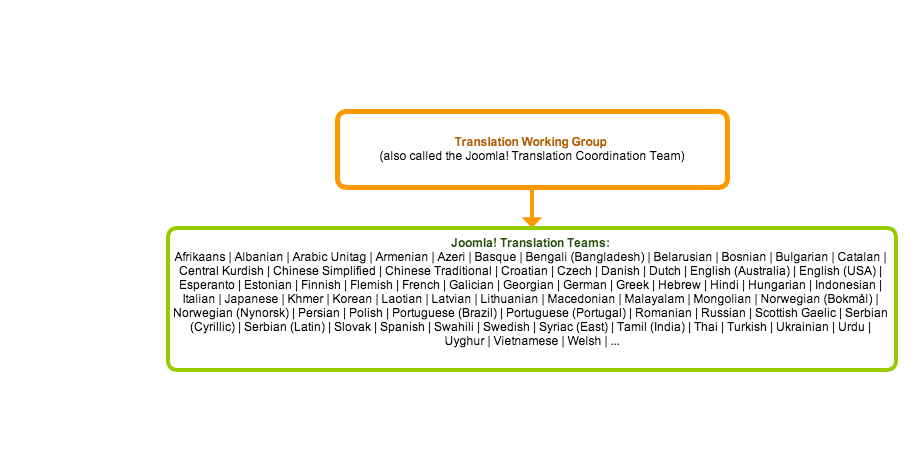 Translation Working Group
(also called the Joomla! Translation Coordination Team)
Joomla! Translation Teams:
Afrikaans | Albanian | Arabic Unitag | Armenian | Azeri | Basque | Bengali (Bangladesh) | Belarusian | Bosnian | Bulgarian | Catalan |
Central Kurdish | Chinese Simplified | Chinese Traditional | Croatian | Czech | Danish | Dutch | English (Australia) | English (USA) |
Esperanto | Estonian | Finnish | Flemish | French | Galician | Georgian | German | Greek | Hebrew | Hindi | Hungarian | Indonesian |
Italian | Japanese | Khmer | Korean | Laotian | Latvian | Lithuanian | Macedonian | Malayalam | Mongolian | Norwegian (Bokmål) |
Norwegian (Nynorsk) | Persian | Polish | Portuguese (Brazil) | Portuguese (Portugal) | Romanian | Russian | Scottish Gaelic | Serbian
(Cyrillic) | Serbian (Latin) | Slovak | Spanish | Swahili | Swedish | Syriac (East) | Tamil (India) | Thai | Turkish | Ukrainian | Urdu |
Uyghur | Vietnamese | Welsh | ...